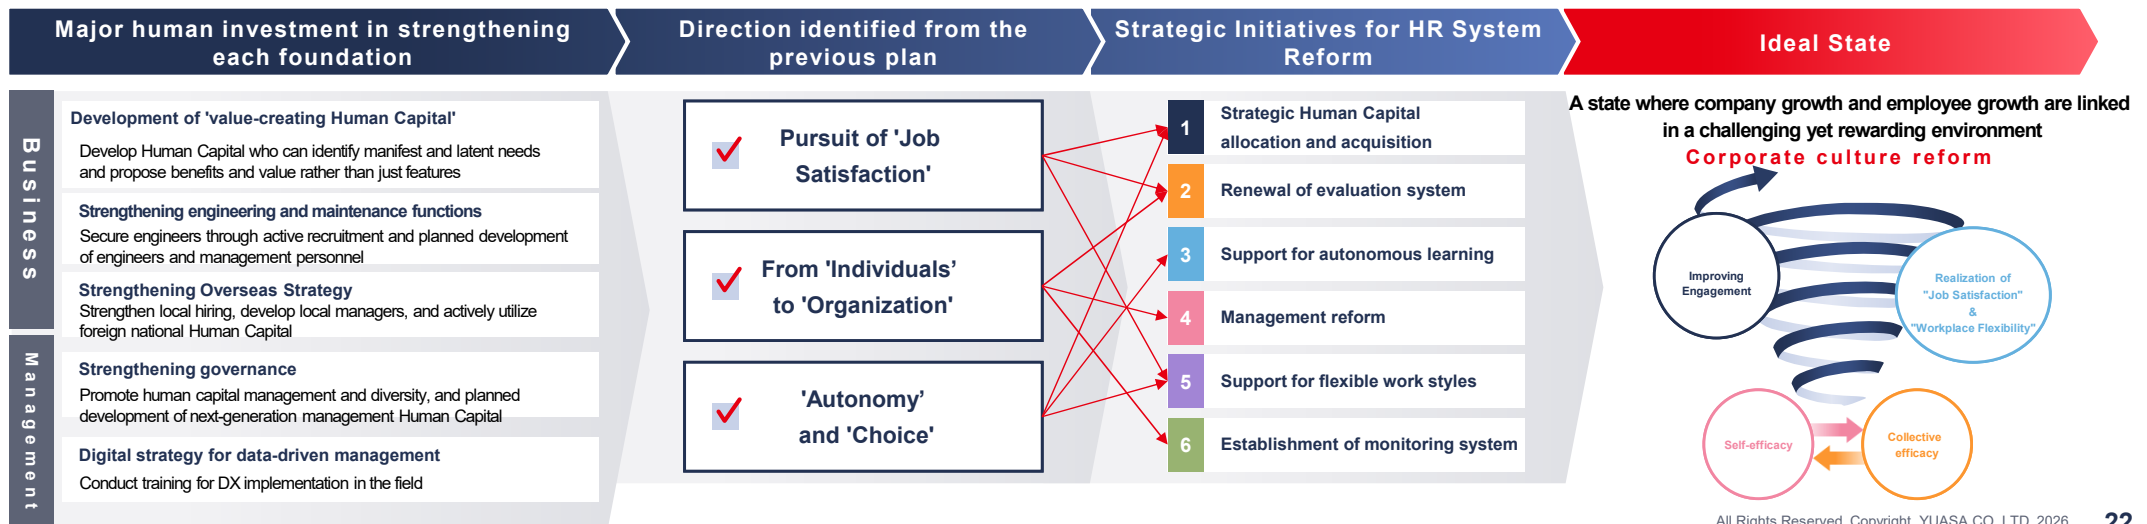 Major human investment in strengthening
each foundation
Direction identified from the
previous plan
Strategic Initiatives for HR System
Reform
Ideal State
Business
Development of 'value-creating Human Capital'
Develop Human Capital who can identify manifest and latent needs
and propose benefits and value rather than just features
Strengthening engineering and maintenance functions
Secure engineers through active recruitment and planned development
of engineers and management personnel
Strengthening Overseas Strategy
Strengthen local hiring, develop local managers, and actively utilize
foreign national Human Capital
Management
Strengthening governance
Promote human capital management and diversity, and planned
development of next-generation management Human Capital
Digital strategy for data-driven management
Conduct training for DX implementation in the field
Pursuit of 'Job
Satisfaction'
From 'Individuals’
to 'Organization'
'Autonomy’
and 'Choice'
1
Strategic Human Capital
allocation and acquisition
2
Renewal of evaluation system
3
Support for autonomous learning
4
Management reform
5
Support for flexible work styles
6
Establishment of monitoring system
A state where company growth and employee growth are linked
in a challenging yet rewarding environment
Corporate culture reform
Improving
Engagement
Realization of
"Job Satisfaction"
&
"Workplace Flexibility"
Self-efficacy
Collective
efficacy
All Rights Reserved, Copyright, YUASA CO.,LTD. 2026
22